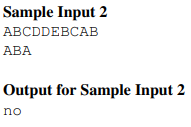 Sample Input 2
ABCDDEBCAB
ABA
Output for Sample Input 2
no